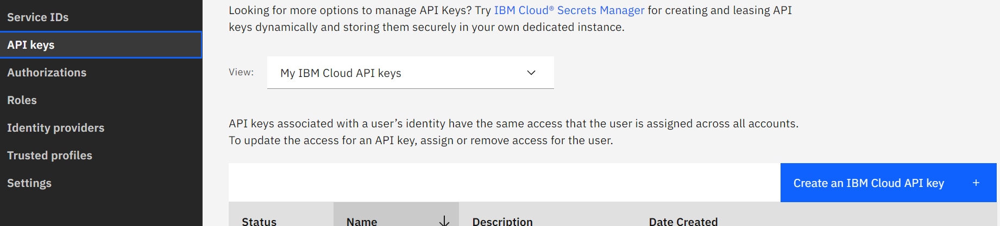 Service IDs
API keys
Authorizations
Roles
Identity providers
Trusted profiles
Settings
Looking for more options to manage API Keys? Try IBM Cloud® Secrets Manager for creating and leasing API
keys dynamically and storing them securely in your own dedicated instance.
View:
My IBM Cloud API keys
API keys associated with a user’s identity have the same access that the user is assigned across all accounts.
To update the access for an API key, assign or remove access for the user.
Create an IBM Cloud API key +
Status Name Description Date Created